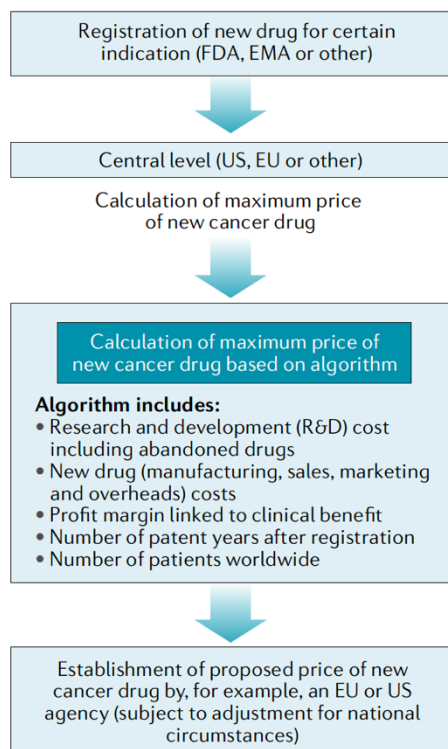 Registration of new drug for certain
indication (FDA, EMA or other)
Central level (US, EU or other)
Calculation of maximum price
of new cancer drug
Calculation of maximum price of
new cancer drug based on algorithm
Algorithm includes:
• Research and development (R&D) cost
including abandoned drugs
• New drug (manufacturing, sales, marketing
and overheads) costs
• Profit margin linked to clinical benefit
• Number of patent years after registration
• Number of patients worldwide
Establishment of proposed price of new
cancer drug by, for example, an EU or US
agency (subject to adjustment for national
circumstances)